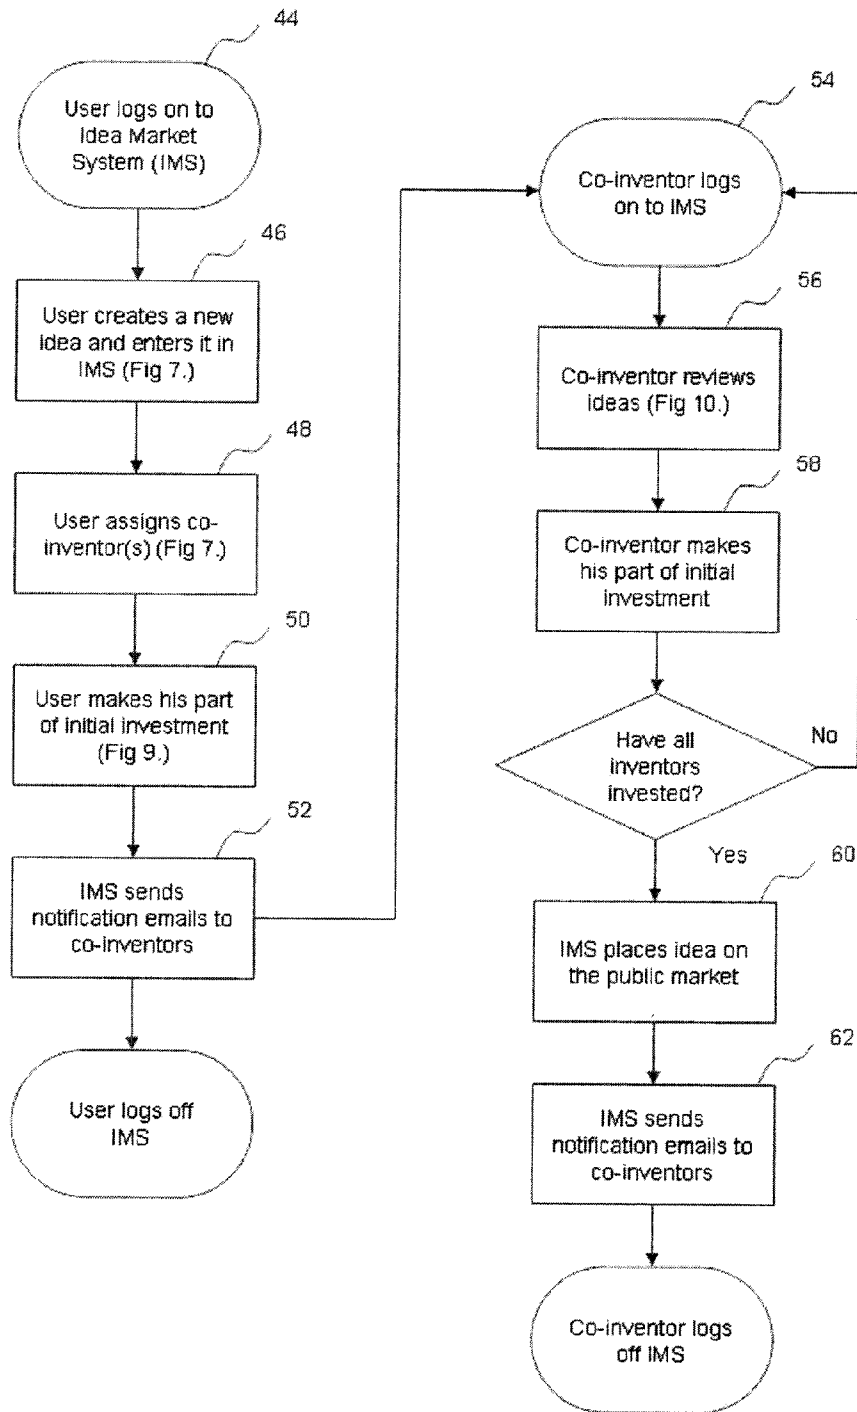 44
User logs on to
Idea Market
System (IMS)
46
User creates a new
idea and enters it in
IMS (Fig 7.)
48
User assigns co-
inventor(s) (Fig 7.)
50
User makes his part
of initial investment
(Fig 9.)
52
IMS sends
notification emails to
co-inventors
User logs off
IMS
54
Co-inventor logs
on to IMS
56
Co-inventor reviews
ideas (Fig 10.)
58
Co-inventor makes
his part of initial
investment
Have all
inventors
invested?
No
Yes
60
IMS places idea on
the public market
62
IMS sends
notification emails to
co-inventors
Co-inventor logs
off IMS